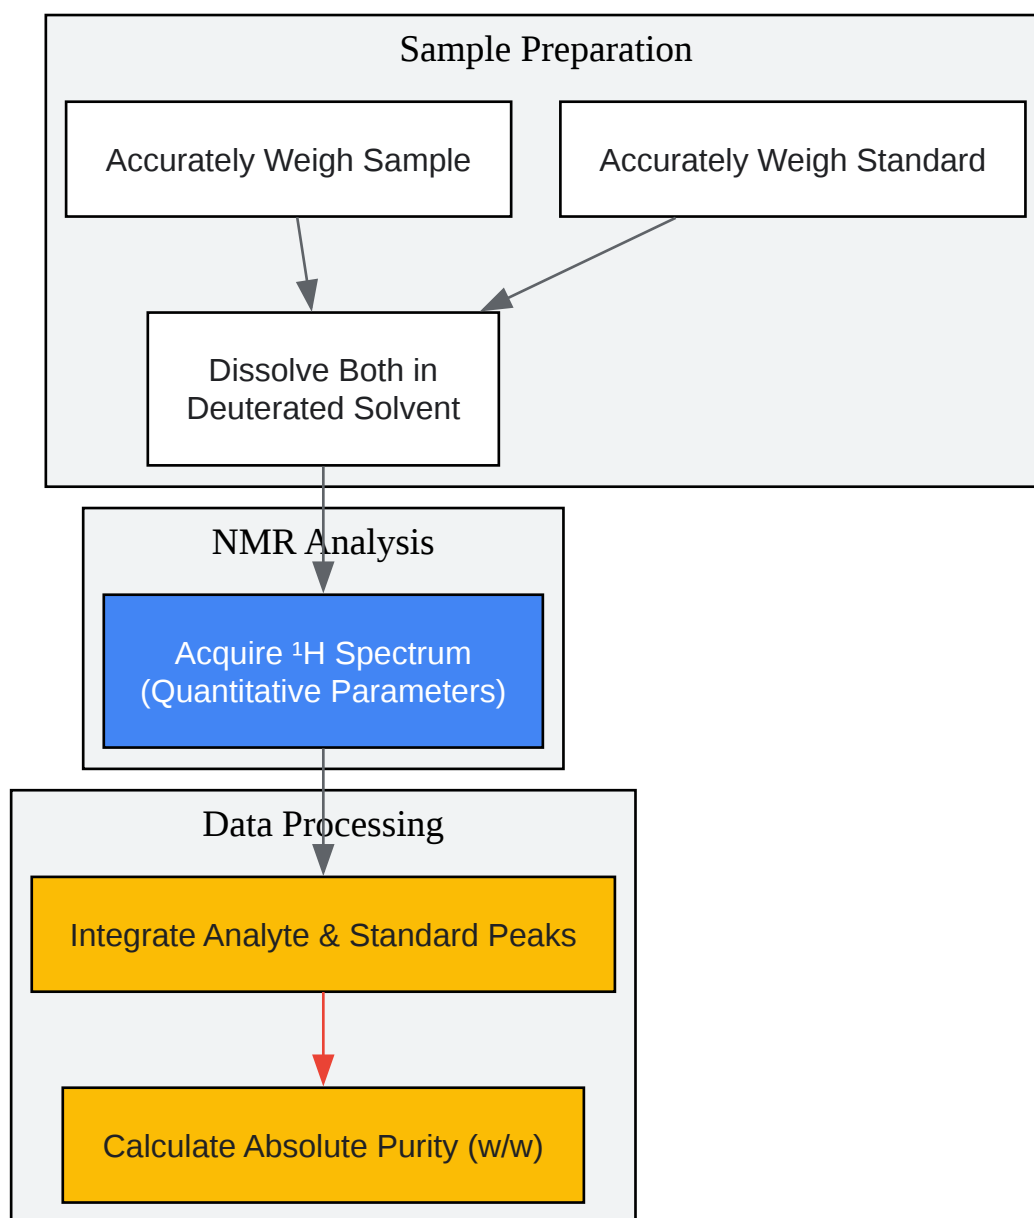 Sample Preparation
Accurately Weigh Sample
Accurately Weigh Standard
Dissolve Both in
Deuterated Solvent
NMR Analysis
Acquire ¹H Spectrum
(Quantitative Parameters)
Data Processing
Integrate Analyte & Standard Peaks
Calculate Absolute Purity (w/w)